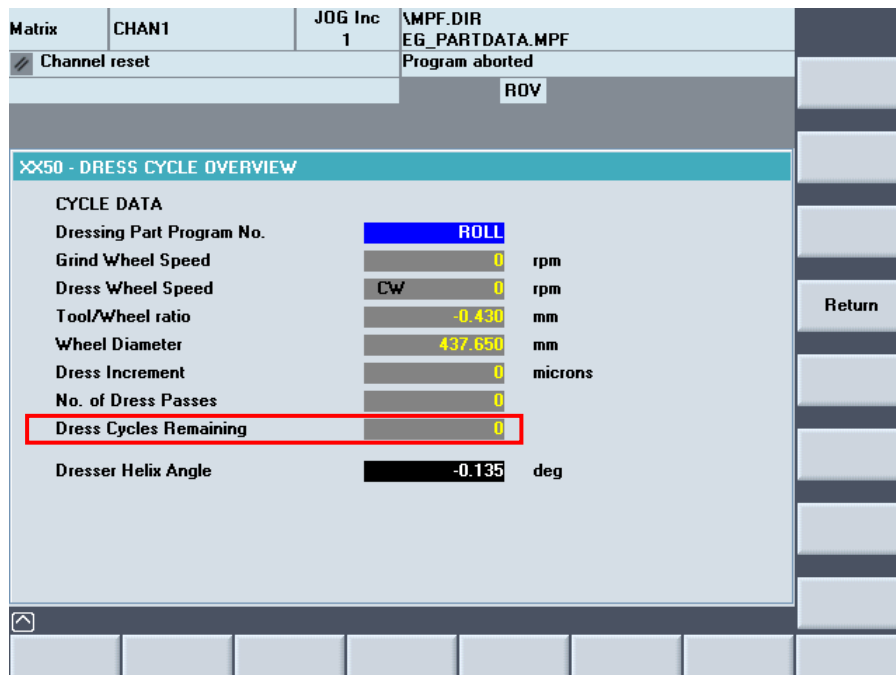 Matrix CHAN1 JOG Inc \MPF.DIR
1 EG_PARTDATA.MPF
Channel reset Program aborted
ROV
XX50 - DRESS CYCLE OVERVIEW
CYCLE DATA
Dressing Part Program No. ROLL
Grind Wheel Speed 0 rpm
Dress Wheel Speed CW 0 rpm
Tool/Wheel ratio -0.430 mm
Return
Wheel Diameter 437.650 mm
Dress Increment 0 microns
No. of Dress Passes 0
Dress Cycles Remaining 0
Dresser Helix Angle -0.135 deg